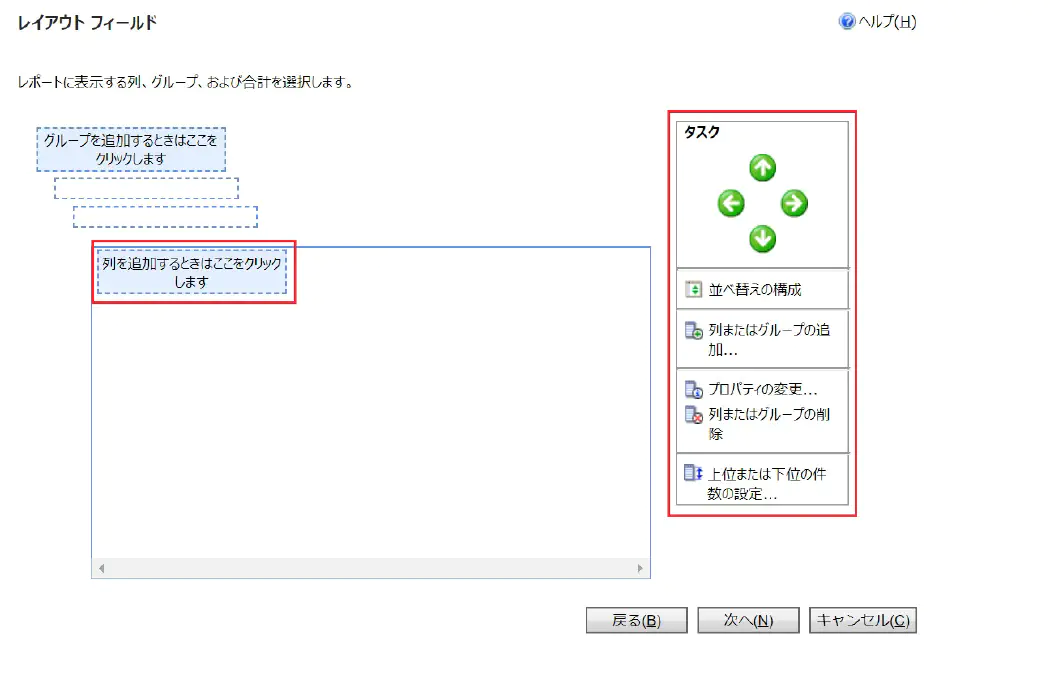 レイアウト フィールド
ヘルプ(H)
レポートに表示する列、グループ、および合計を選択します。
グループを追加するときはここを
クリックします
列を追加するときはここをクリック
します
タスク
並べ替えの構成
列またはグループの追
加...
プロパティの変更...
列またはグループの削
除
上位または下位の件
数の設定...
戻る(B)
次へ(N)
キャンセル(C)